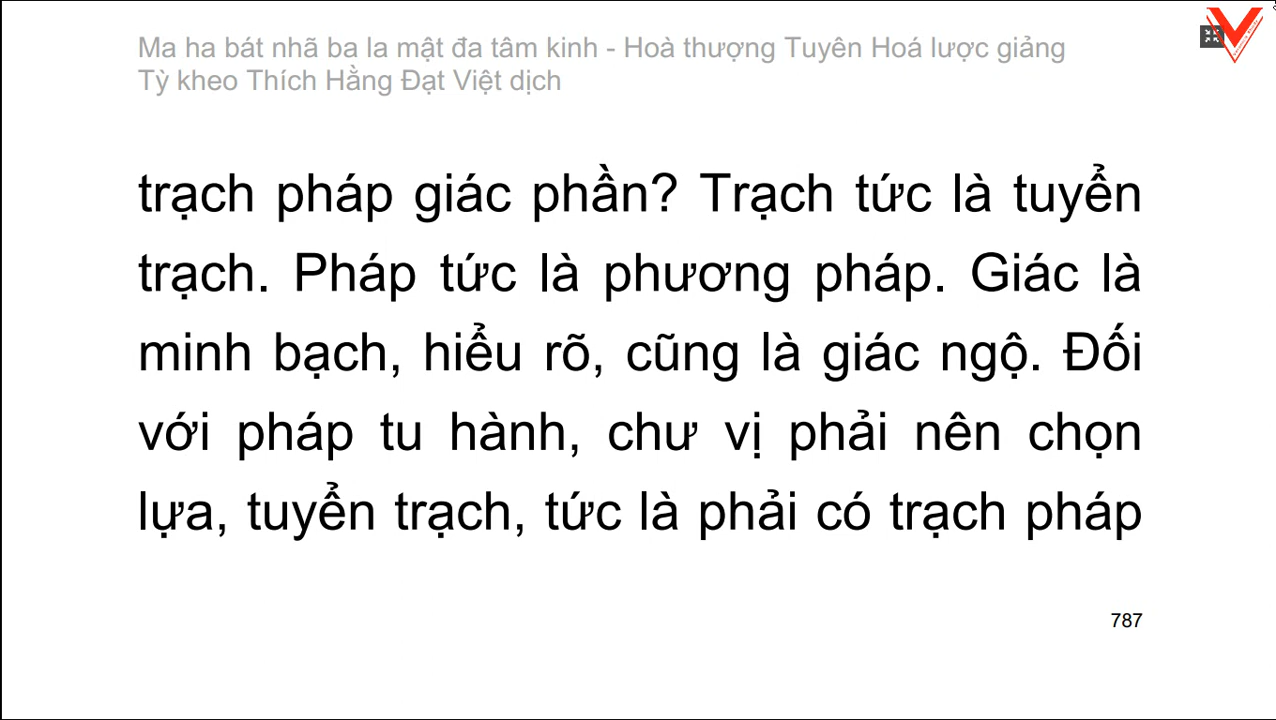 Ma ha bát nhã ba la mật đa tâm kinh - Hoà thượng Tuyên Hoá lược giảng
Tỳ kheo Thích Hằng Đạt Việt dịch
trạch pháp giác phần? Trạch tức là tuyển
trạch. Pháp tức là phương pháp. Giác là
minh bạch, hiểu rõ, cũng là giác ngộ. Đối
với pháp tu hành, chư vị phải nên chọn
lựa, tuyển trạch, tức là phải có trạch pháp
787